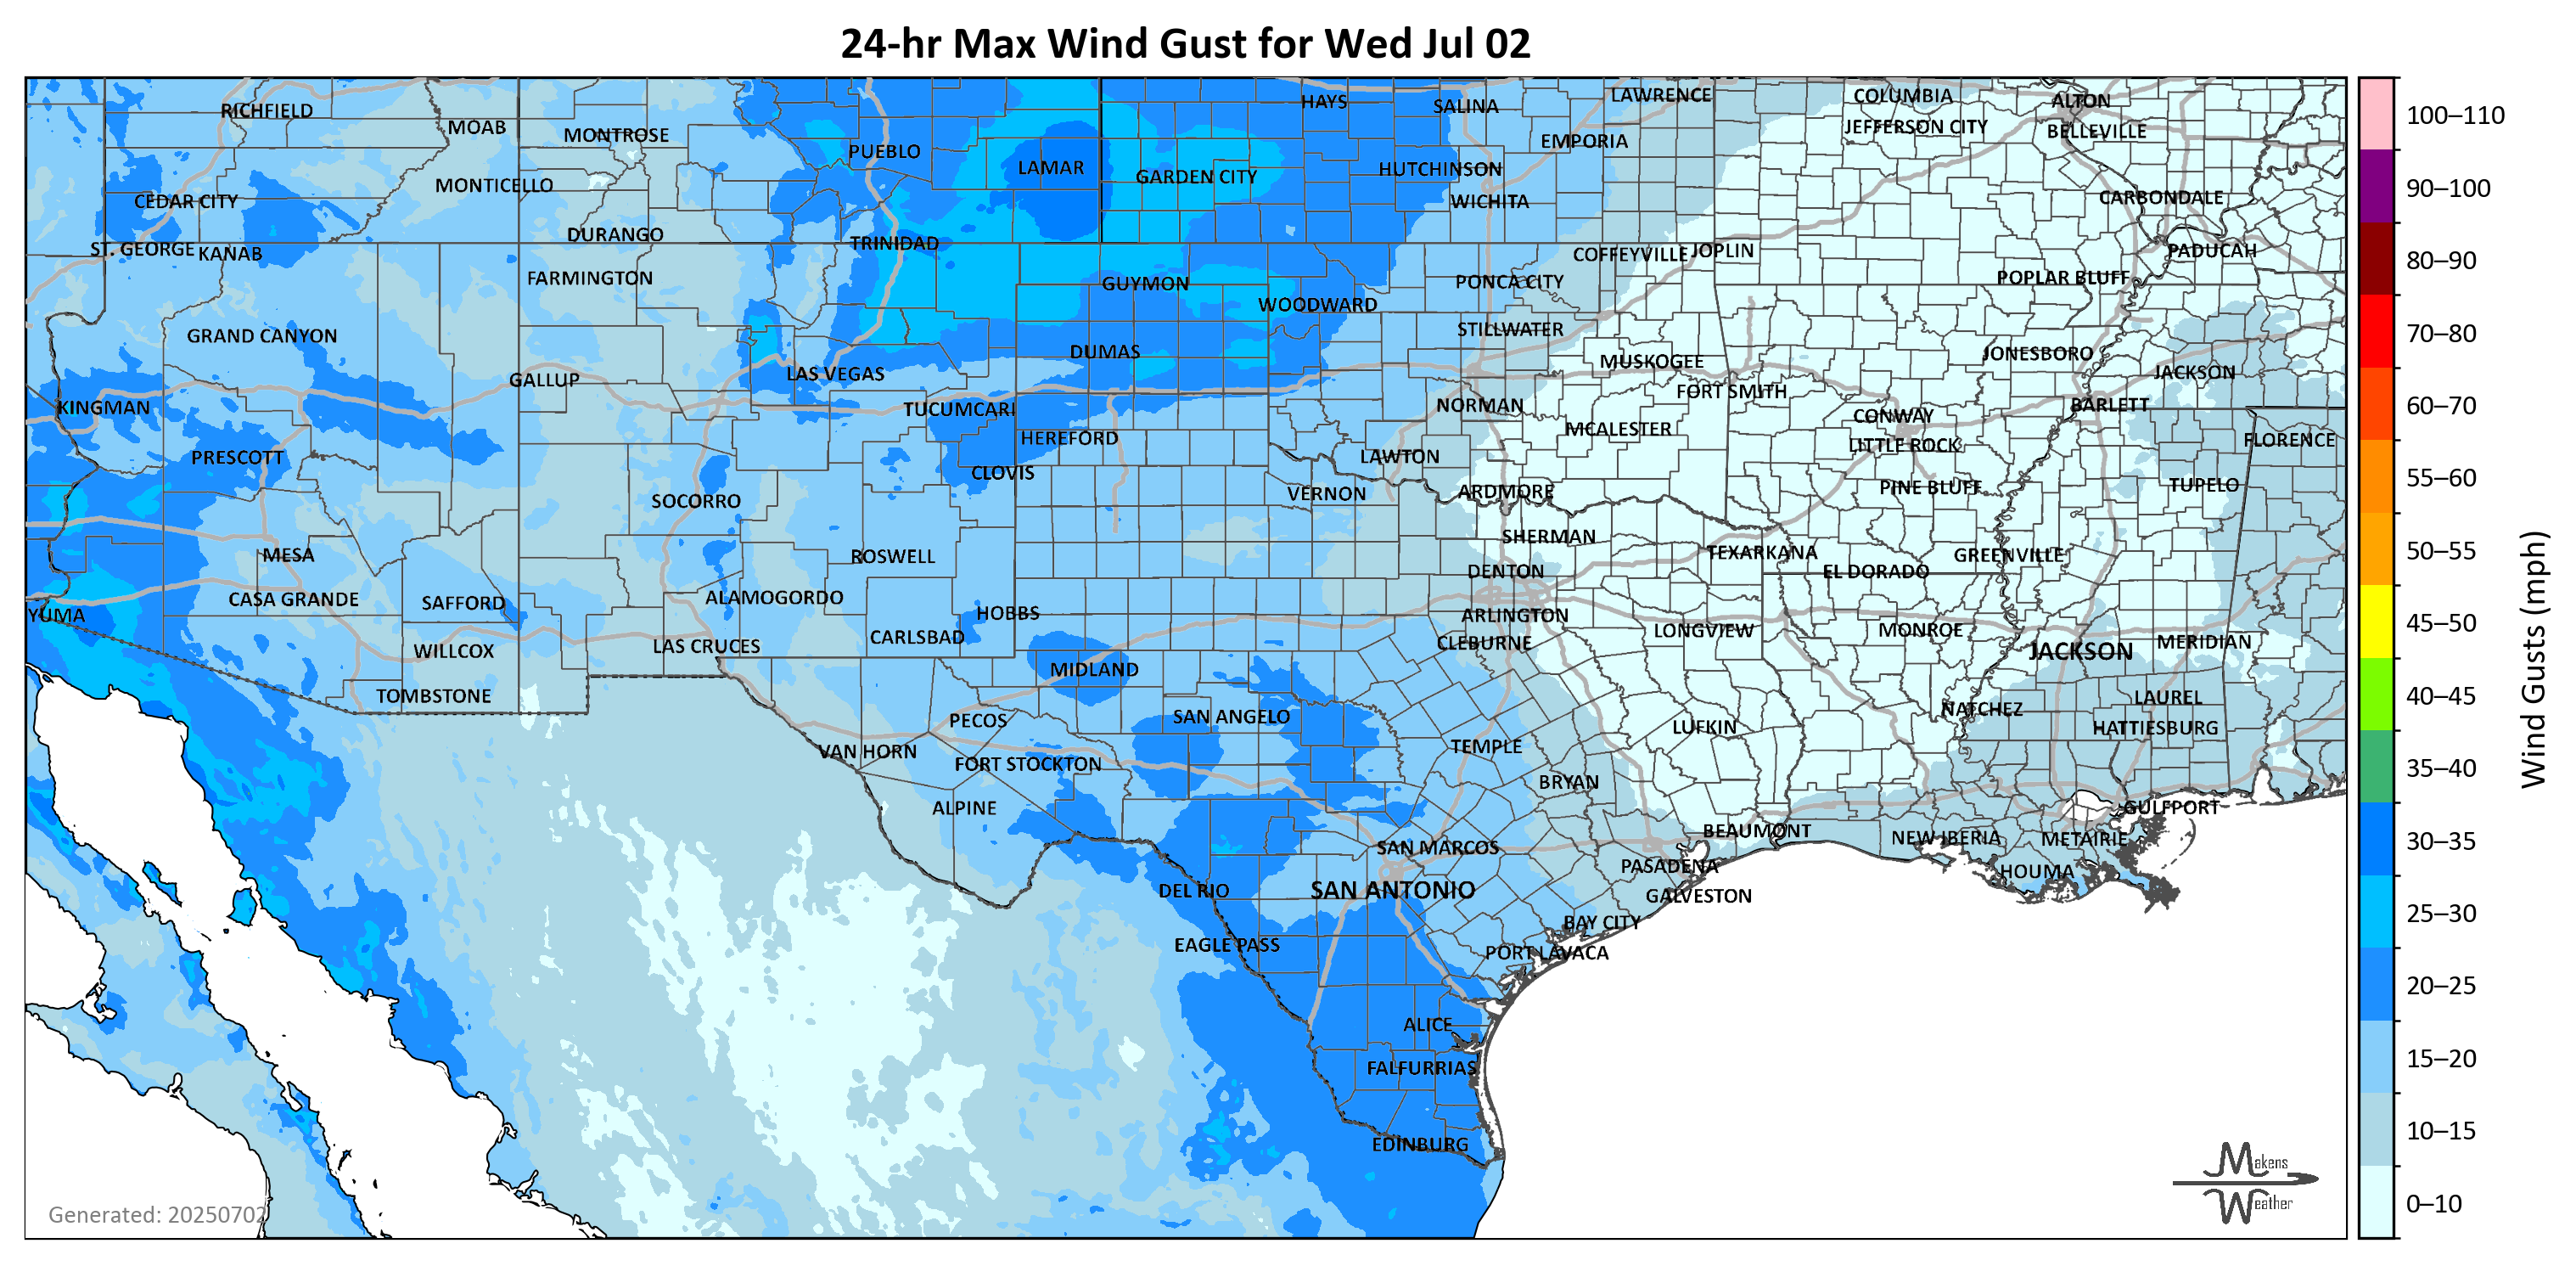 24-hr Max Wind Gust for Wed Jul 02
RICHFIELD
MOAB
MONTROSE
PUEBLO
LAMAR
GARDEN CITY
HAYS
SALINA
LAWRENCE
EMPORIA
COLUMBIA
JEFFERSON CITY
ALTON
BELLEVILLE
HUTCHINSON
MONTICELLO
CEDAR CITY
WICHITA
CARBONDALE
ST. GEORGE
KANAB
DURANGO
TRINIDAD
COFFEYVILLE
JOPLIN
PADUCAH
FARMINGTON
GUYMON
PONCA CITY
POPLAR BLUFF
WOODWARD
GRAND CANYON
STILLWATER
DUMAS
MUSKOGEE
JONESBORO
GALLUP
LAS VEGAS
JACKSON
FORT SMITH
KINGMAN
TUCUMCARI
NORMAN
CONWAY
BARLETT
HEREFORD
MCALESTER
LITTLE ROCK
FLORENCE
PRESCOTT
CLOVIS
LAWTON
SOCORRO
VERNON
ARDMORE
PINE BLUFF
TUPELO
SHERMAN
MESA
ROSWELL
TEXARKANA
GREENVILLE
DENTON
EL DORADO
CASA GRANDE
SAFFORD
ALAMOGORDO
HOBBS
ARLINGTON
YUMA
CARLSBAD
CLEBURNE
LONGVIEW
MONROE
MERIDIAN
WILLCOX
LAS CRUCES
JACKSON
MIDLAND
TOMBSTONE
LAUREL
PECOS
SAN ANGELO
NATCHEZ
LUFKIN
HATTIESBURG
VAN HORN
TEMPLE
FORT STOCKTON
BRYAN
ALPINE
GULFPORT
BEAUMONT
NEW IBERIA
METAIRIE
SAN MARCOS
PASADENA
HOUMA
DEL RIO
SAN ANTONIO
GALVESTON
BAY CITY
EAGLE PASS
PORT LAVACA
ALICE
FALFURRIAS
EDINBURG
Generated: 20250702
Makens
Weather
100–110
90–100
80–90
70–80
60–70
55–60
50–55
45–50
40–45
35–40
30–35
25–30
20–25
15–20
10–15
0–10
Wind Gusts (mph)